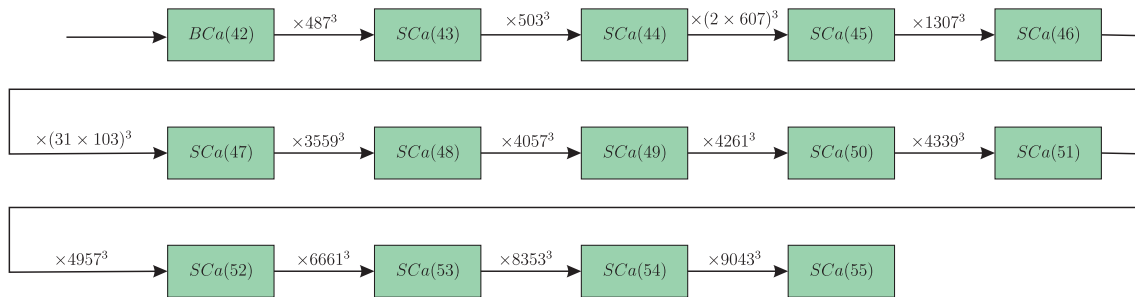 BCa(42) ×487³ SCa(43) ×503³ SCa(44) ×(2 × 607)³ SCa(45) ×1307³ SCa(46)
×(31 × 103)³ SCa(47) ×3559³ SCa(48) ×4057³ SCa(49) ×4261³ SCa(50) ×4339³ SCa(51)
×4957³ SCa(52) ×6661³ SCa(53) ×8353³ SCa(54) ×9043³ SCa(55)